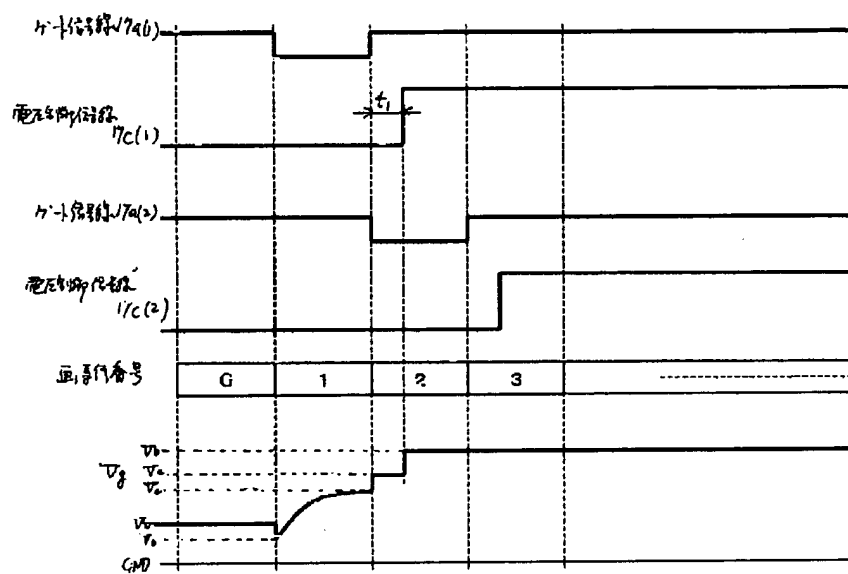 ゲート信号線17a(1)
t1
電圧制御信号線
17c(1)
ゲート信号線17a(2)
電圧制御信号線
17c(2)
画素行番号
0 1 2 3
Vb
Vg
GND